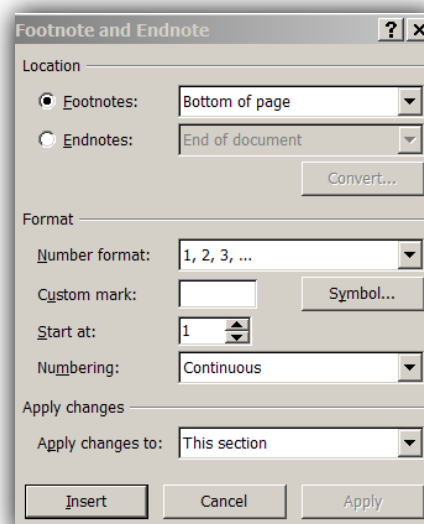 Footnote and Endnote ? ×
Location
Footnotes: Bottom of page
Endnotes: End of document
Convert...
Format
Number format: 1, 2, 3, ...
Custom mark: Symbol...
Start at: 1
Numbering: Continuous
Apply changes
Apply changes to: This section
Insert Cancel Apply